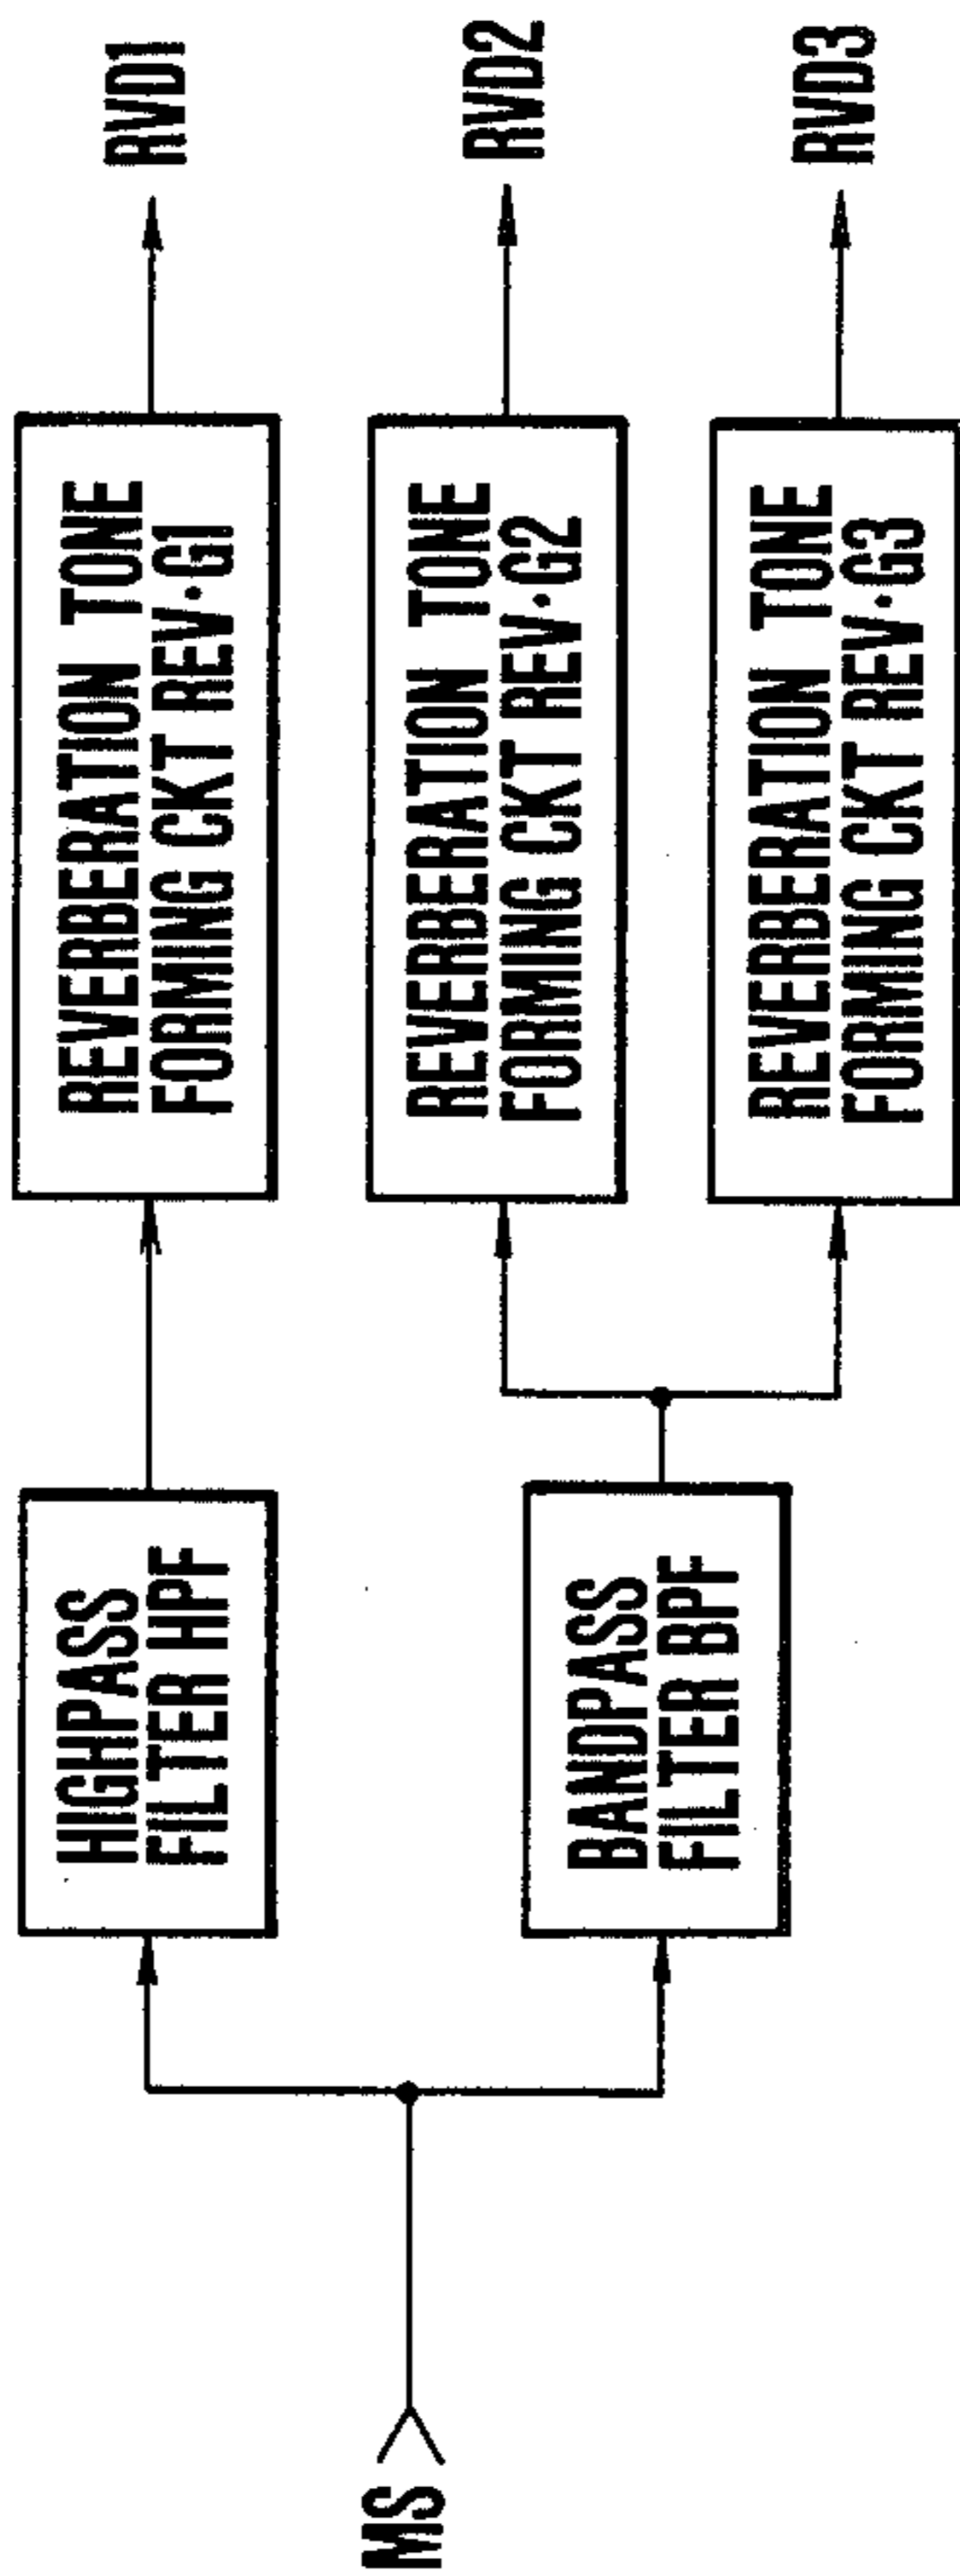 MS
HIGHPASS
FILTER HPF
BANDPASS
FILTER BPF
REVERBERATION TONE
FORMING CKT REV·G1
REVERBERATION TONE
FORMING CKT REV·G2
REVERBERATION TONE
FORMING CKT REV·G3
RVD1
RVD2
RVD3